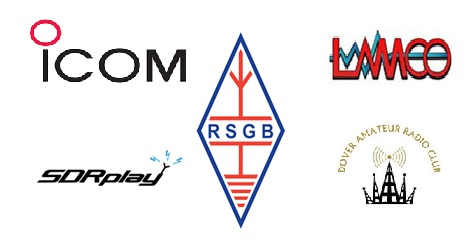 ICOM
LAMCO
RSGB
SDRplay
DOVER AMATEUR RADIO CLUB